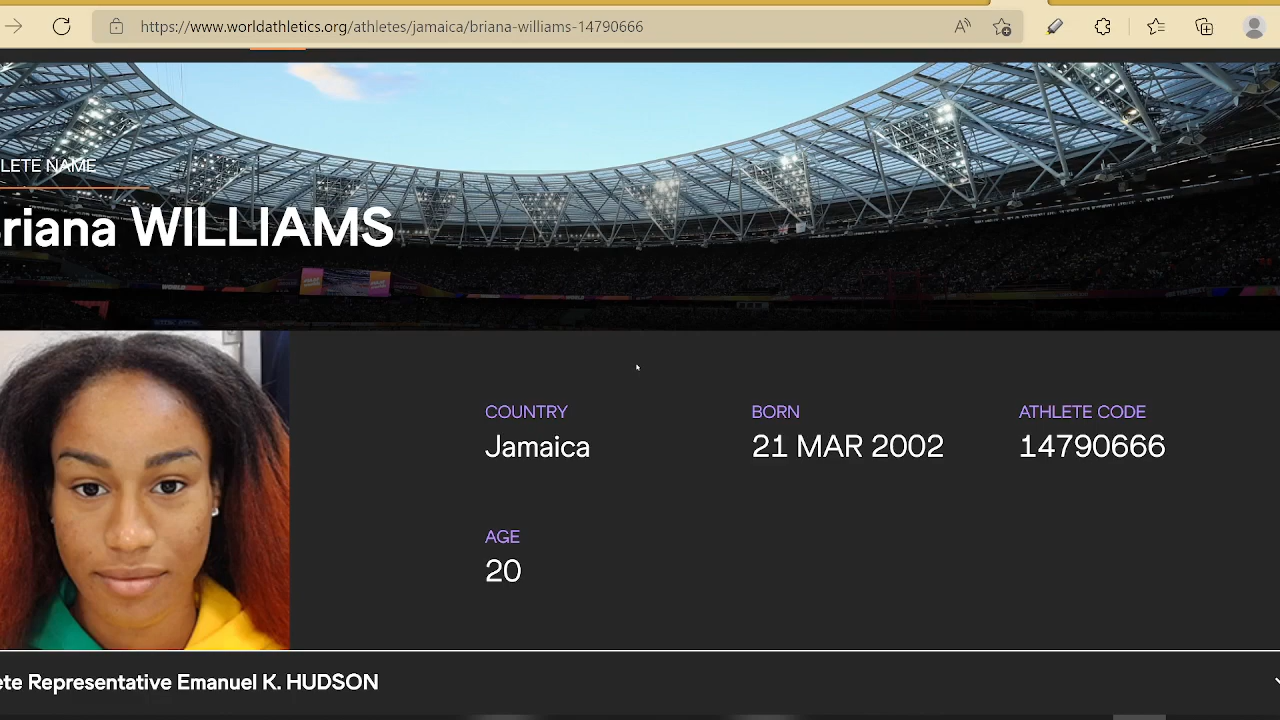 https://www.worldathletics.org/athletes/jamaica/briana-williams-14790666
LETE NAME
riana WILLIAMS
COUNTRY
BORN
ATHLETE CODE
Jamaica
21 MAR 2002
14790666
AGE
20
ete Representative Emanuel K. HUDSON